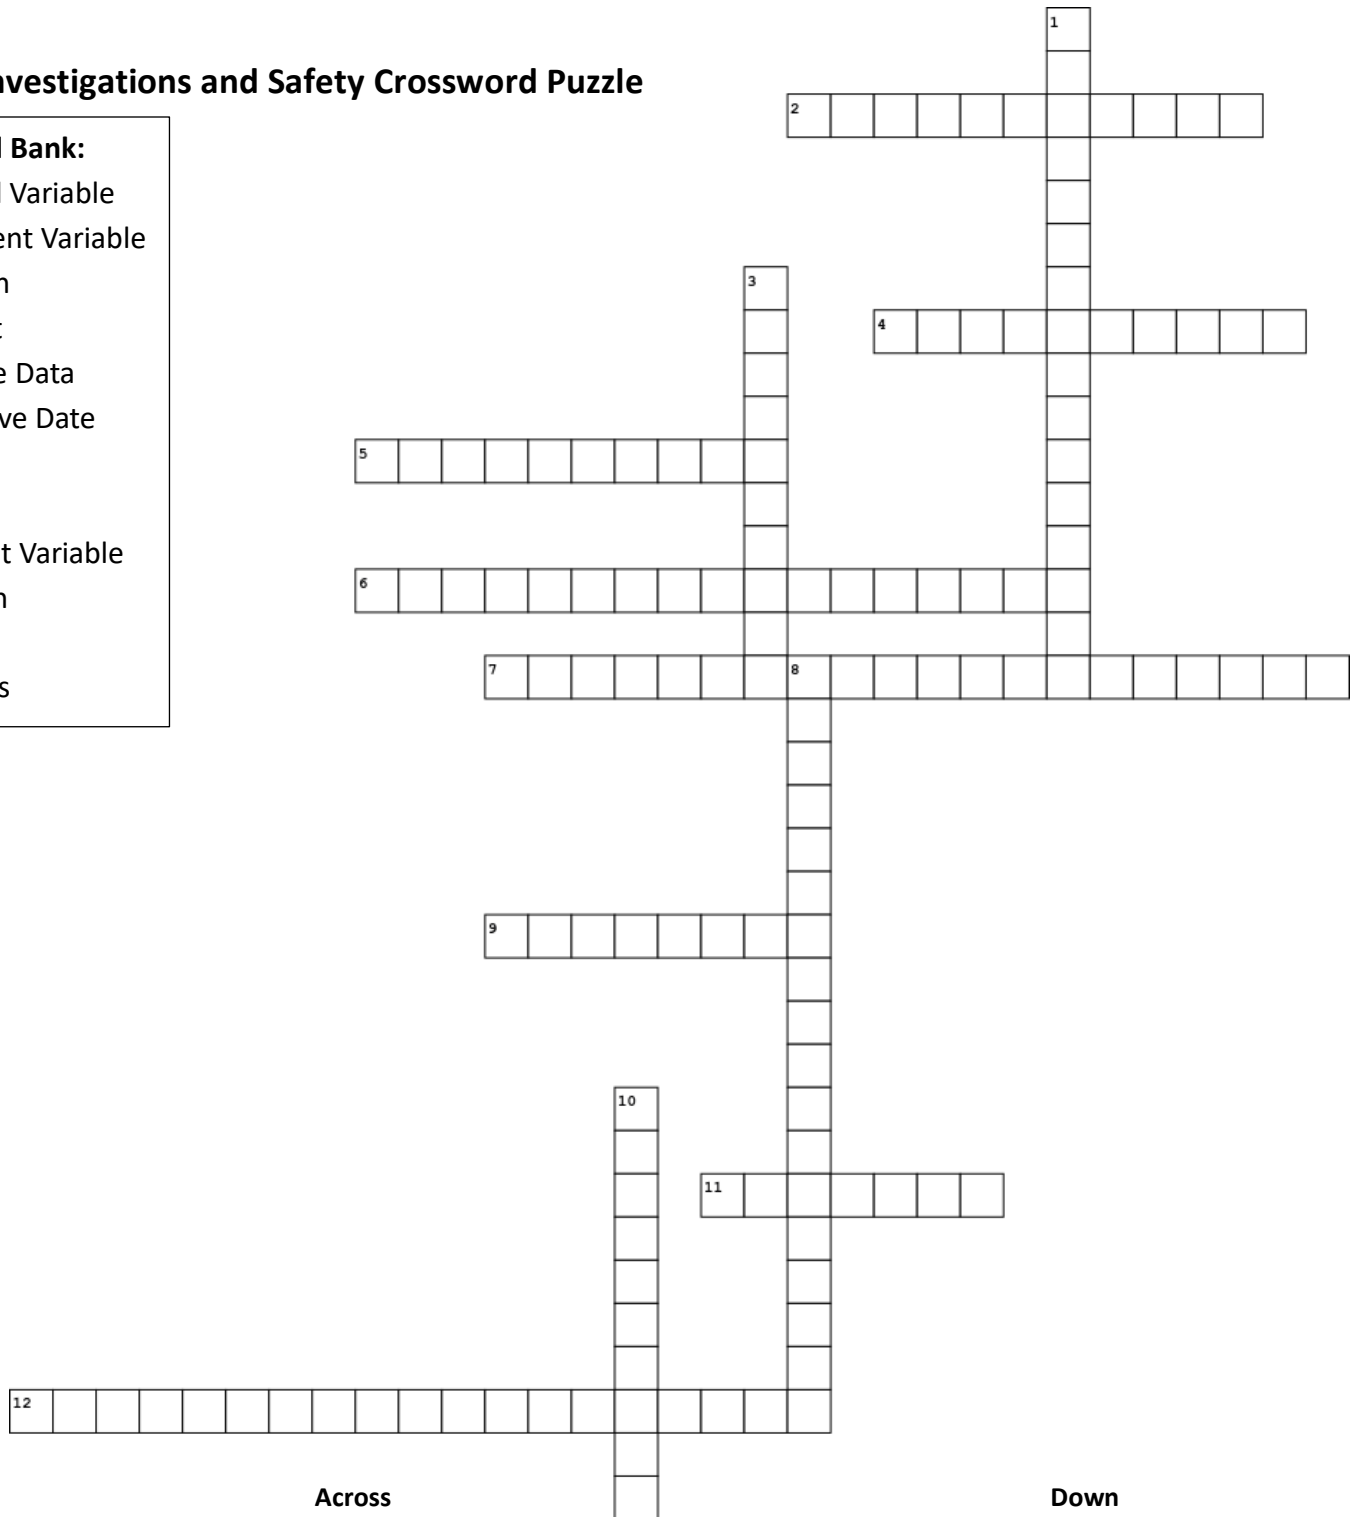 1
nvestigations and Safety Crossword Puzzle
2
Bank:
Variable
ent Variable
3
4
e Data
ve Date
5
t Variable
6
7
8
s
9
10
11
12
Across
Down